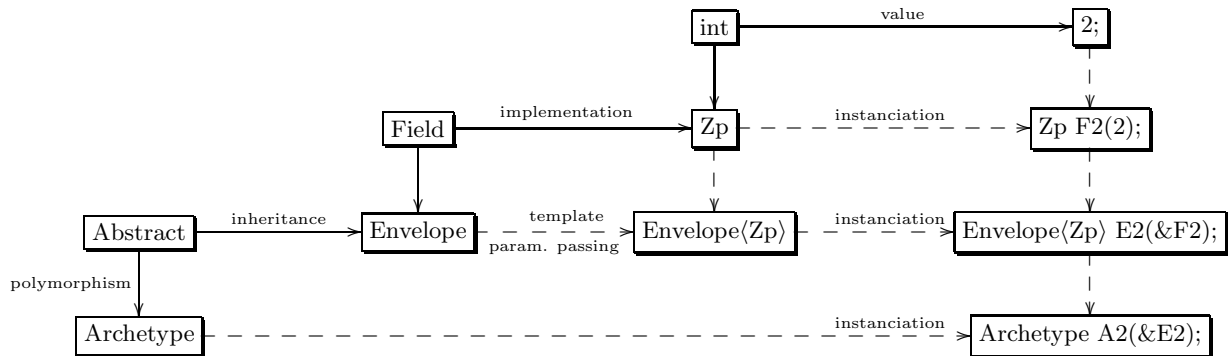 int
value
2;
Field
implementation
Zp
instanciation
Zp F2(2);
Abstract
inheritance
Envelope
template
param. passing
Envelope⟨Zp⟩
instanciation
Envelope⟨Zp⟩ E2(&F2);
polymorphism
Archetype
instanciation
Archetype A2(&E2);